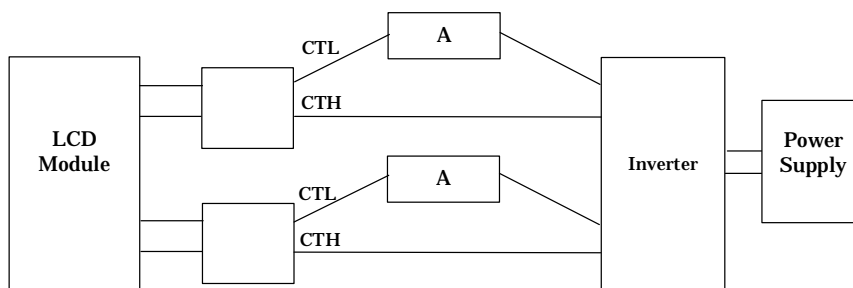 A
CTL
CTH
LCD
Module
Inverter
Power
Supply
A
CTL
CTH